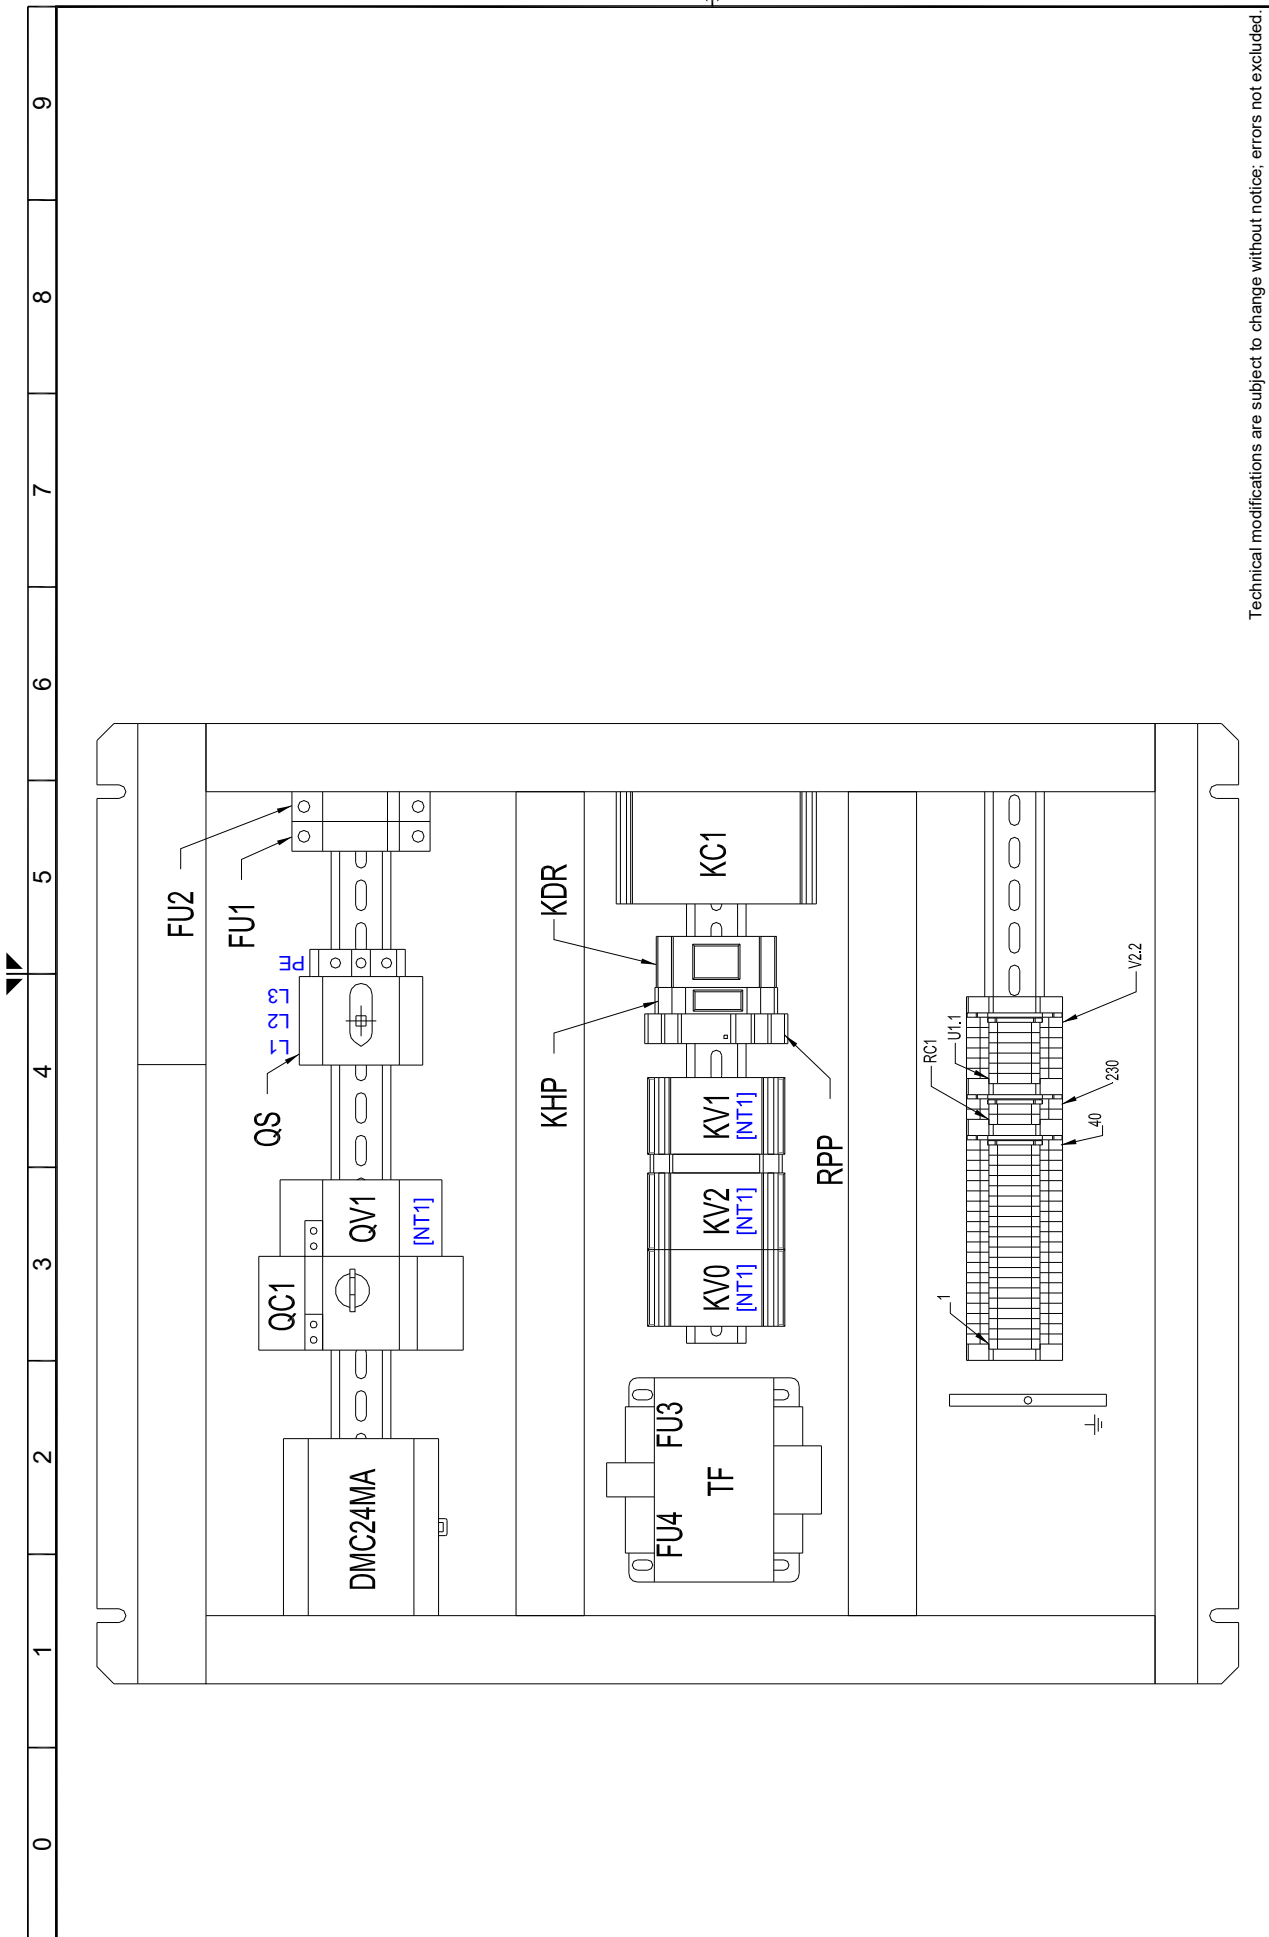 0
1
2
3
4
5
6
7
8
9
FU2
FU1
PE
L1 L2 L3
QS
QV1
[NT1]
QC1
DMC24MA
KDR
KHP
KC1
RPP
KV1
[NT1]
KV2
[NT1]
KV0
[NT1]
FU4
FU3
TF
1
RC1
U1.1
V2.2
230
40
Technical modifications are subject to change without notice; errors not excluded.